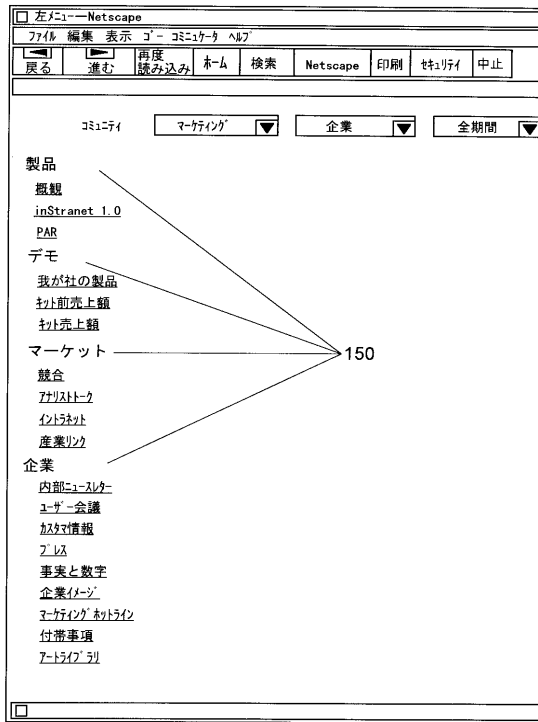 左メニュー―Netscape
ファイル 編集 表示 ゴー コミュニケータ ヘルプ
戻る 進む 再度読み込み ホーム 検索 Netscape 印刷 セキュリティ 中止
コミュニティ マーケティング 企業 全期間
製品
概観
inStranet 1.0
PAR
デモ
我が社の製品
キット前売上額
キット売上額
マーケット
150
競合
アナリストトーク
イントラネット
産業リンク
企業
内部ニュースレター
ユーザー会議
カスタマ情報
プレス
事実と数字
企業イメージ
マーケティングホットライン
付帯事項
アートライブラリ